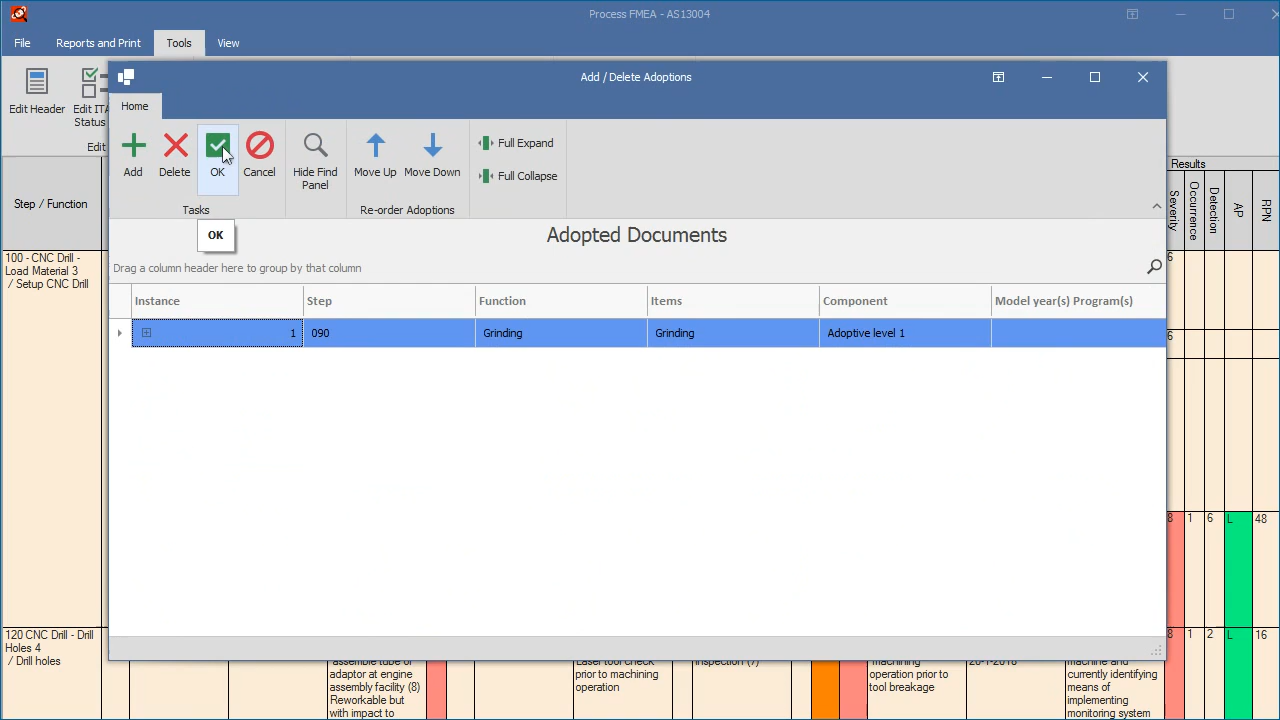 Process FMEA - AS13004
File
Reports and Print
Tools
View
Edit Header
Edit ITA
Status
Edit
Add / Delete Adoptions
Home
Add
Delete
OK
Cancel
Hide Find
Panel
Move Up
Move Down
Full Expand
Full Collapse
Tasks
Re-order Adoptions
OK
Adopted Documents
Drag a column header here to group by that column
Instance
Step
Function
Items
Component
Model year(s) Program(s)
1
090
Grinding
Grinding
Adoptive level 1
Results
Step / Function
Severity
Occurrence
Detection
AP
RPN
100 - CNC Drill -
Load Material 3
/ Setup CNC Drill
6
6
8
1
6
L
48
120 CNC Drill - Drill
Holes 4
/ Drill holes
8
1
2
L
16
assemble tube or
adaptor at engine
assembly facility (8)
Reworkable but
with impact to
Laser tool check
prior to machining
operation
inspection (7)
machining
operation prior to
tool breakage
machine and
currently identifying
means of
implementing
monitoring system